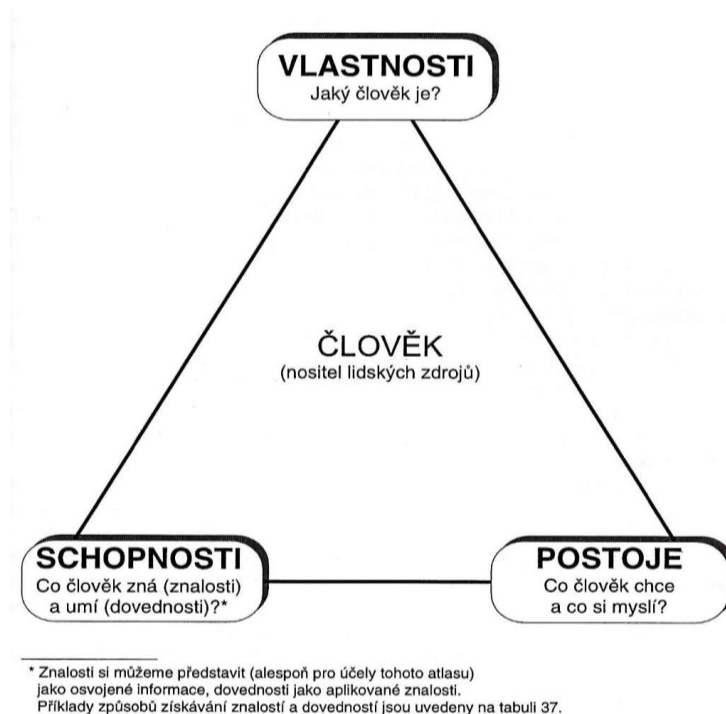 VLASTNOSTI
Jaký člověk je?
ČLOVĚK
(nositel lidských zdrojů)
SCHOPNOSTI
Co člověk zná (znalosti)
a umí (dovednosti)?*
POSTOJE
Co člověk chce
a co si myslí?
* Znalosti si můžeme představit (alespoň pro účely tohoto atlasu)
jako osvojené informace, dovednosti jako aplikované znalosti.
Příklady způsobů získávání znalostí a dovedností jsou uvedeny na tabuli 37.